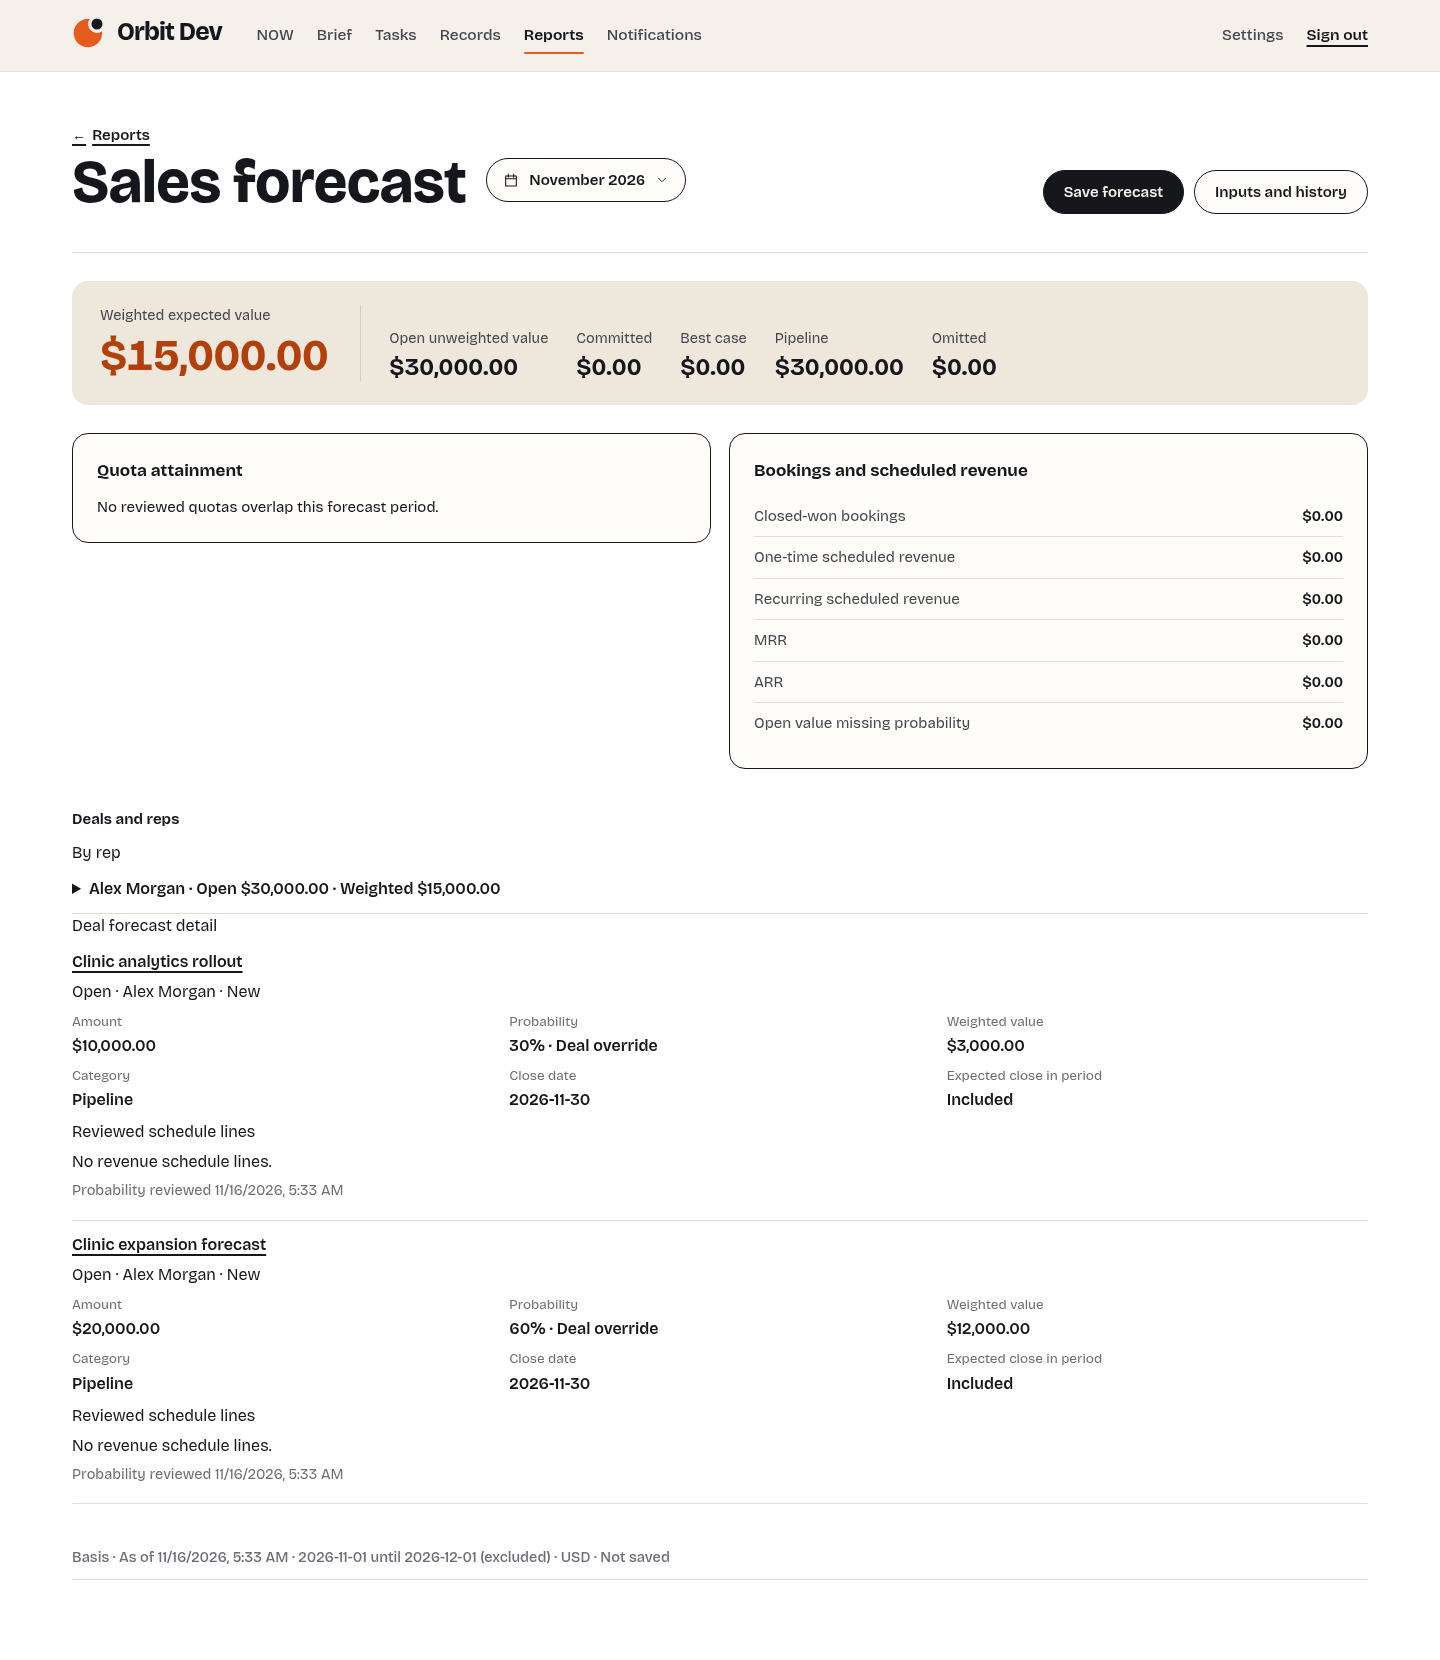 Orbit Dev NOW Brief Tasks Records Reports Notifications Settings Sign out
← Reports
Sales forecast November 2026 Save forecast Inputs and history
Weighted expected value
$15,000.00
Open unweighted value Committed Best case Pipeline Omitted
$30,000.00 $0.00 $0.00 $30,000.00 $0.00
Quota attainment
No reviewed quotas overlap this forecast period.
Bookings and scheduled revenue
Closed-won bookings $0.00
One-time scheduled revenue $0.00
Recurring scheduled revenue $0.00
MRR $0.00
ARR $0.00
Open value missing probability $0.00
Deals and reps
By rep
▶ Alex Morgan · Open $30,000.00 · Weighted $15,000.00
Deal forecast detail
Clinic analytics rollout
Open · Alex Morgan · New
Amount Probability Weighted value
$10,000.00 30% · Deal override $3,000.00
Category Close date Expected close in period
Pipeline 2026-11-30 Included
Reviewed schedule lines
No revenue schedule lines.
Probability reviewed 11/16/2026, 5:33 AM
Clinic expansion forecast
Open · Alex Morgan · New
Amount Probability Weighted value
$20,000.00 60% · Deal override $12,000.00
Category Close date Expected close in period
Pipeline 2026-11-30 Included
Reviewed schedule lines
No revenue schedule lines.
Probability reviewed 11/16/2026, 5:33 AM
Basis · As of 11/16/2026, 5:33 AM · 2026-11-01 until 2026-12-01 (excluded) · USD · Not saved